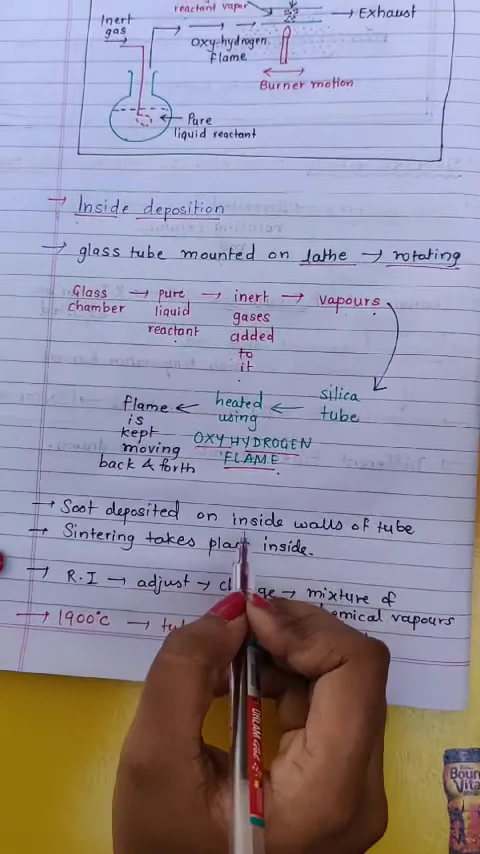 reactant vapor
Inert
gas
Exhaust
Oxy-hydrogen
flame
Burner motion
Pure
liquid reactant
Inside deposition
glass tube mounted on lathe → rotating
Glass → pure → inert → vapours
chamber liquid gases
reactant added
to
it
silica
tube
heated
using
OXY HYDROGEN
FLAME
flame
is
kept
moving
back & forth
→ Soot deposited on inside walls of tube
→ Sintering takes place inside.
→ R.I → adjust → → mixture of
vapours
→ 1900°C →
Boun
Vita